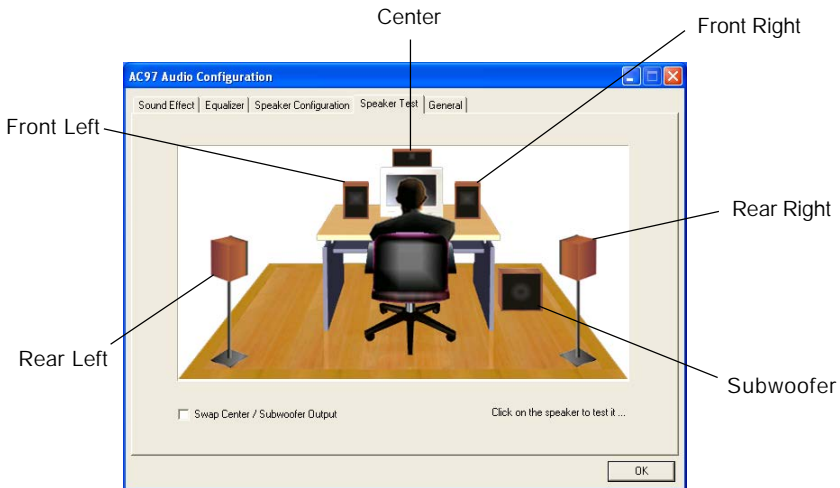 Center
Front Right
AC97 Audio Configuration
Sound Effect
Equalizer
Speaker Configuration
Speaker Test
General
Front Left
Rear Right
Rear Left
Subwoofer
Swap Center / Subwoofer Output
Click on the speaker to test it ...
OK